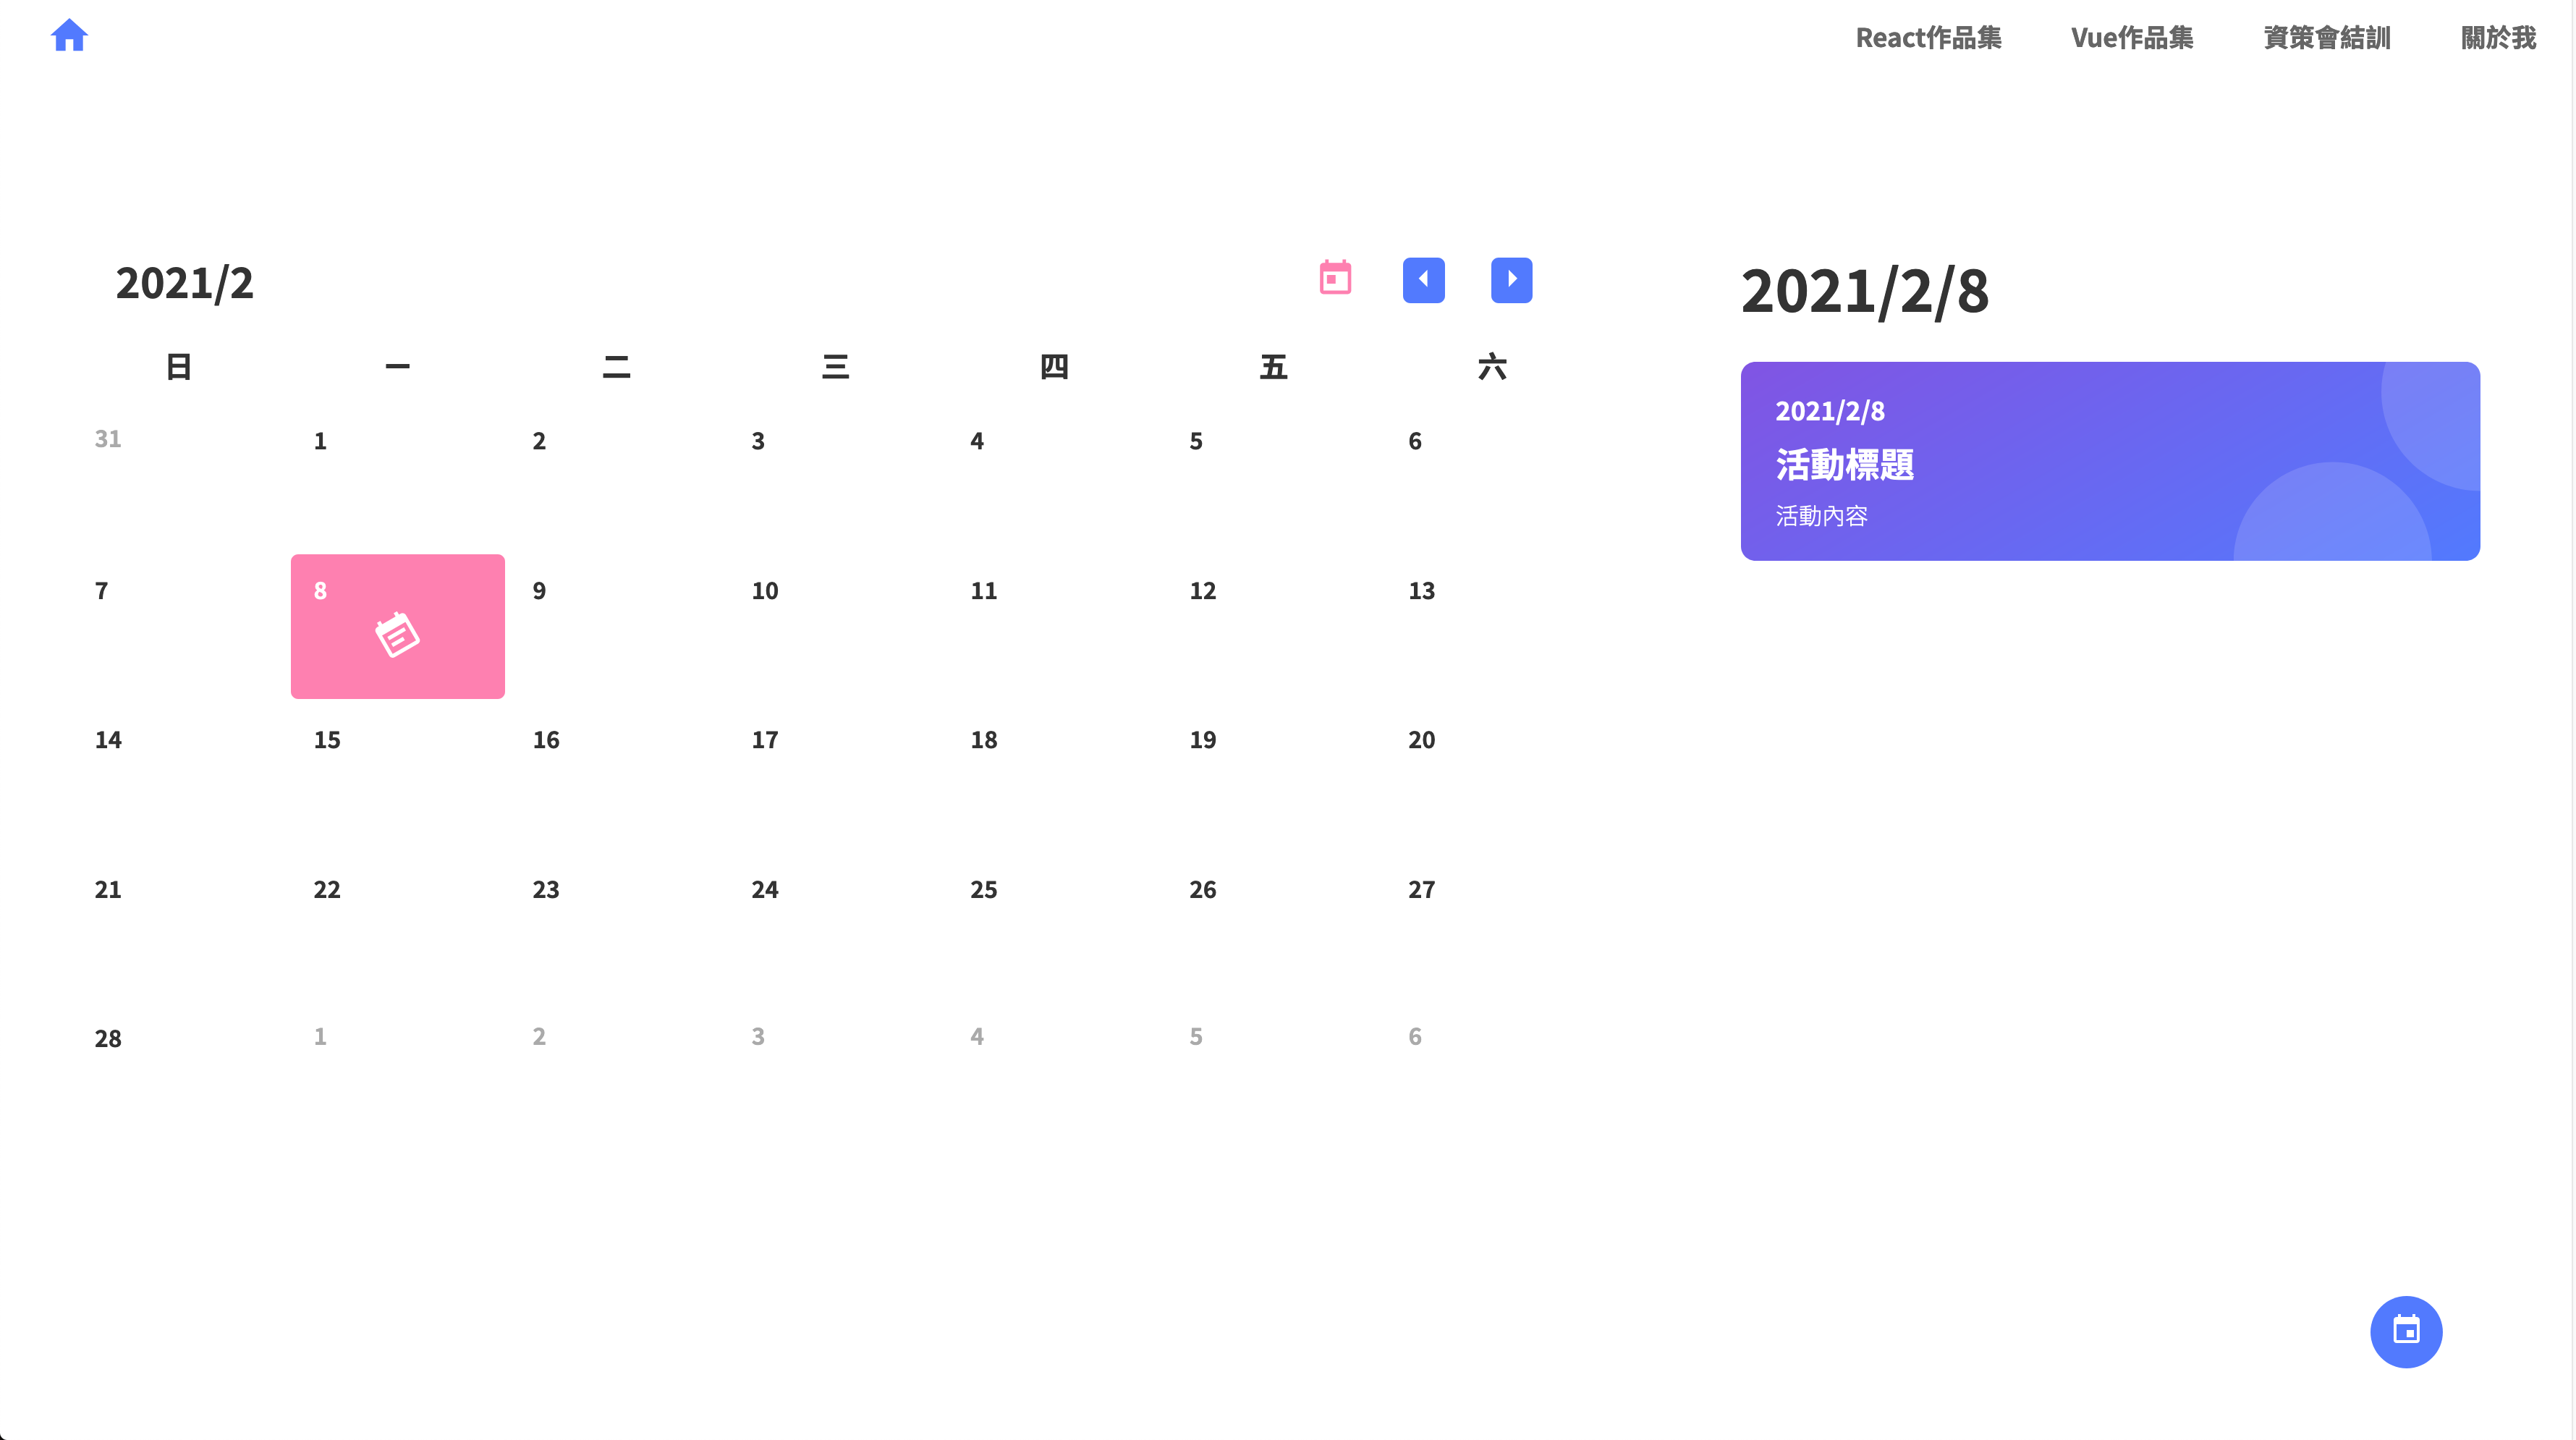 React作品集 Vue作品集 資策會結訓 關於我
2021/2
日 一 二 三 四 五 六
31 1 2 3 4 5 6
7 8 9 10 11 12 13
14 15 16 17 18 19 20
21 22 23 24 25 26 27
28 1 2 3 4 5 6
2021/2/8
2021/2/8
活動標題
活動內容